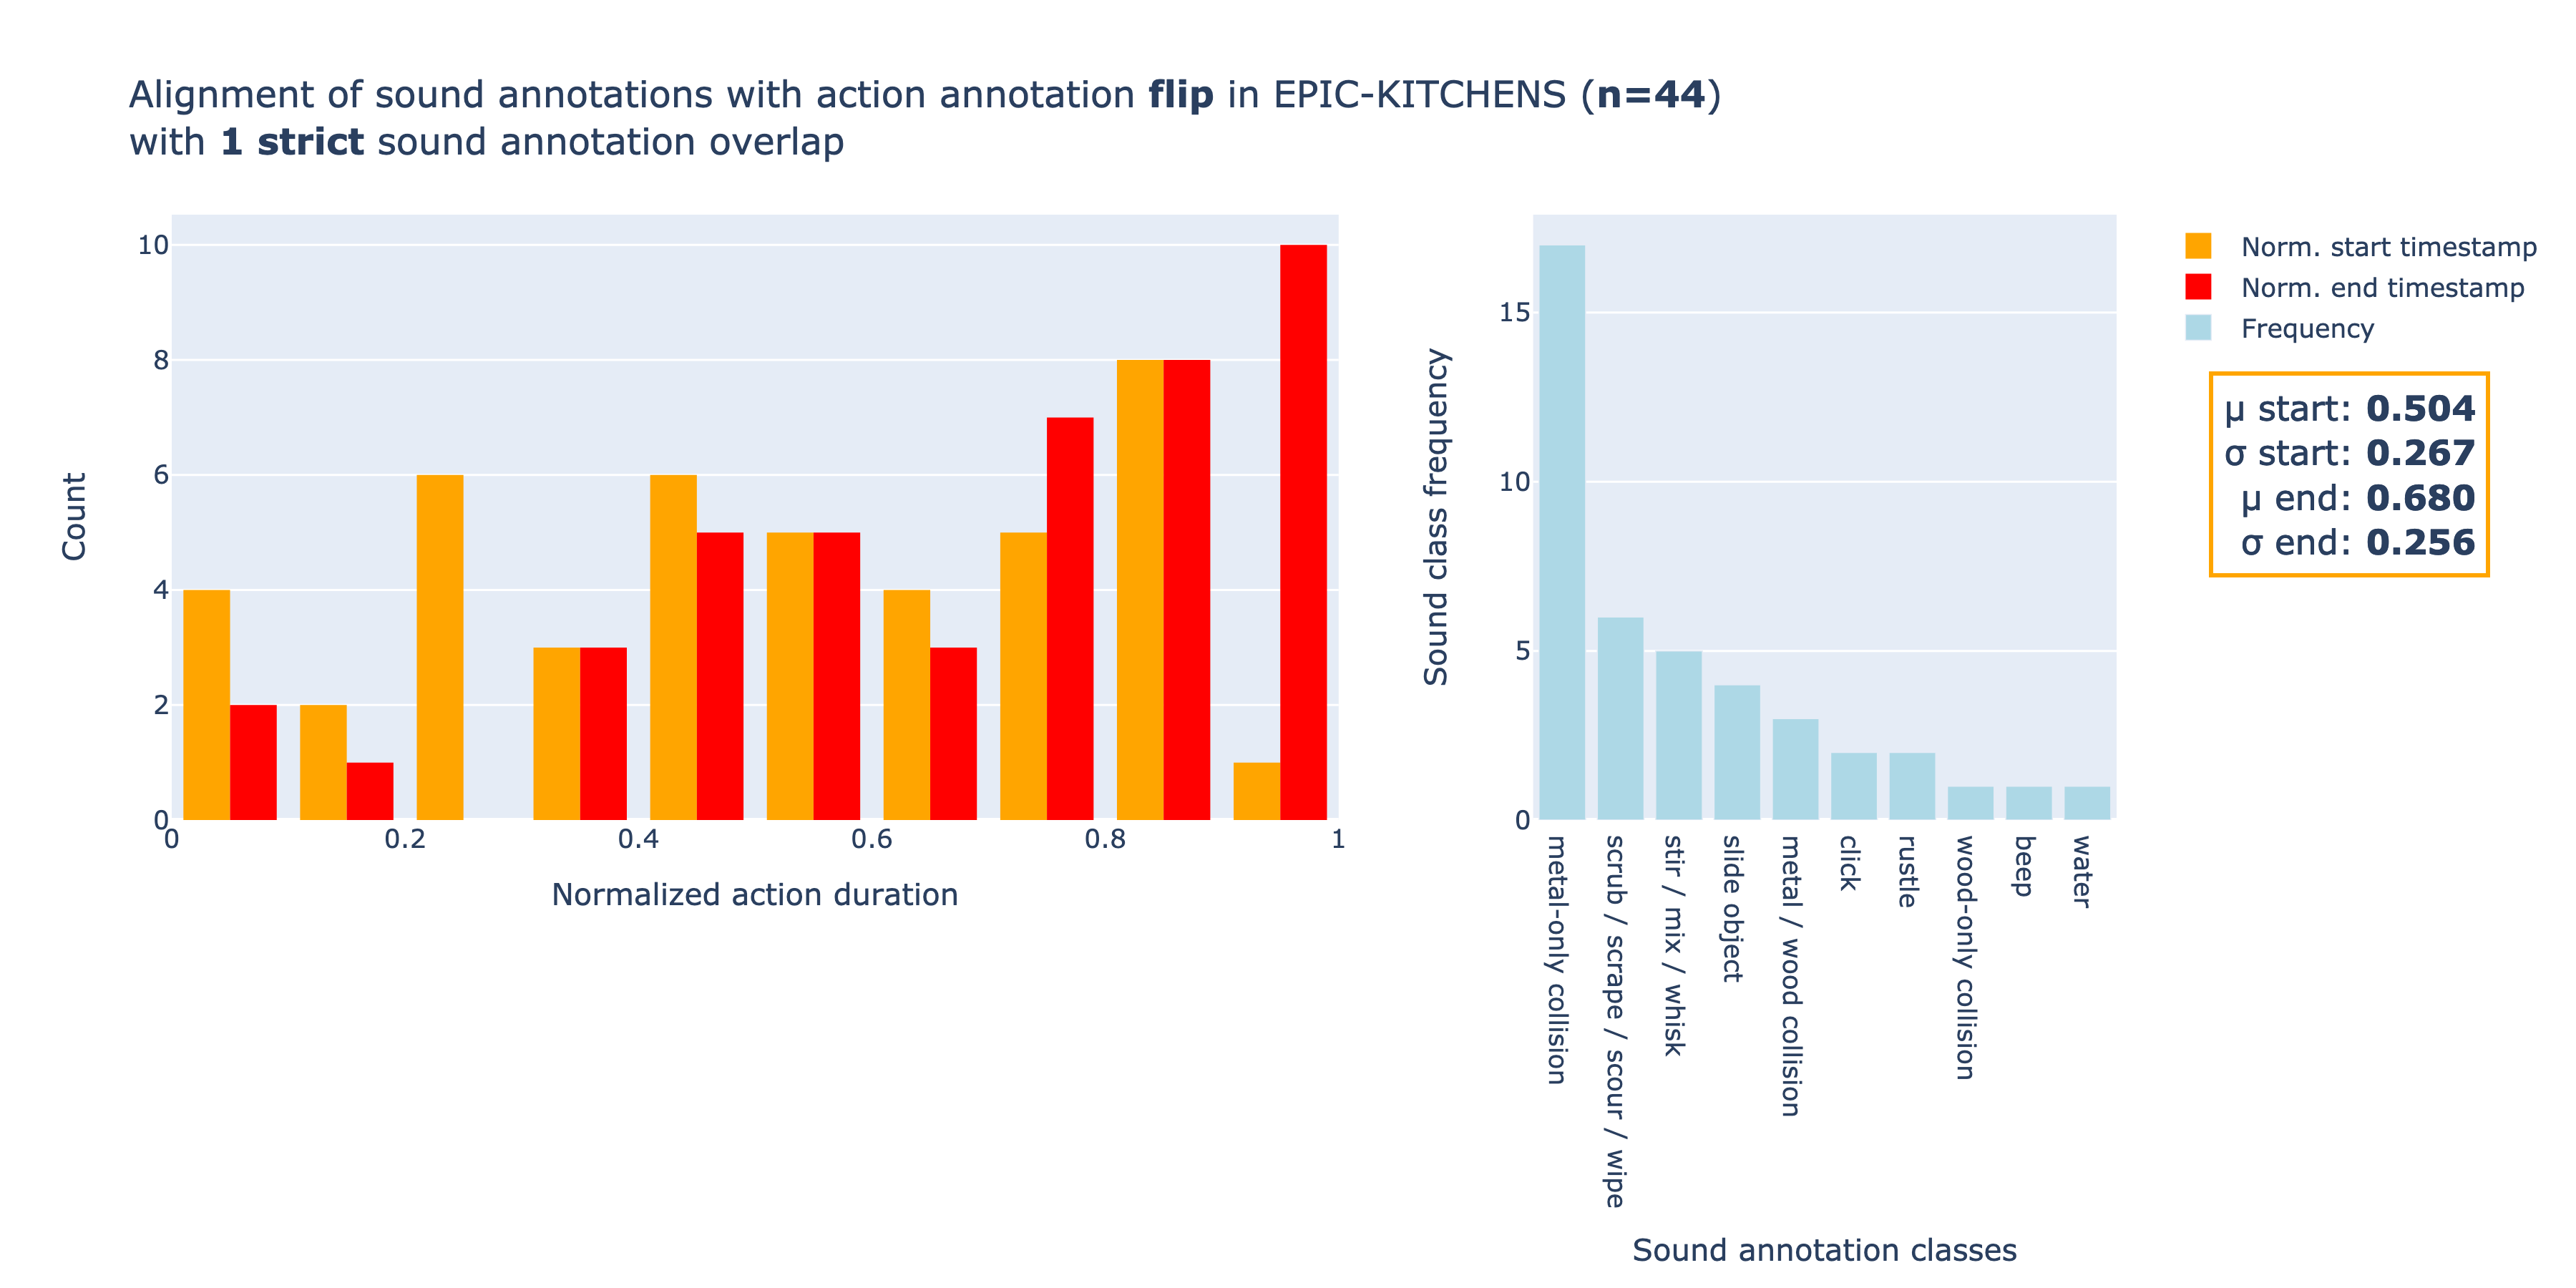 Alignment of sound annotations with action annotation flip in EPIC-KITCHENS (n=44)
with 1 strict sound annotation overlap
Count
10
8
6
4
2
0
0
0.2
0.4
0.6
0.8
1
Normalized action duration
Sound class frequency
15
10
5
0
metal-only collision
scrub / scrape / scour / wipe
stir / mix / whisk
slide object
metal / wood collision
click
rustle
wood-only collision
beep
water
Sound annotation classes
Norm. start timestamp
Norm. end timestamp
Frequency
μ start: 0.504
σ start: 0.267
μ end: 0.680
σ end: 0.256